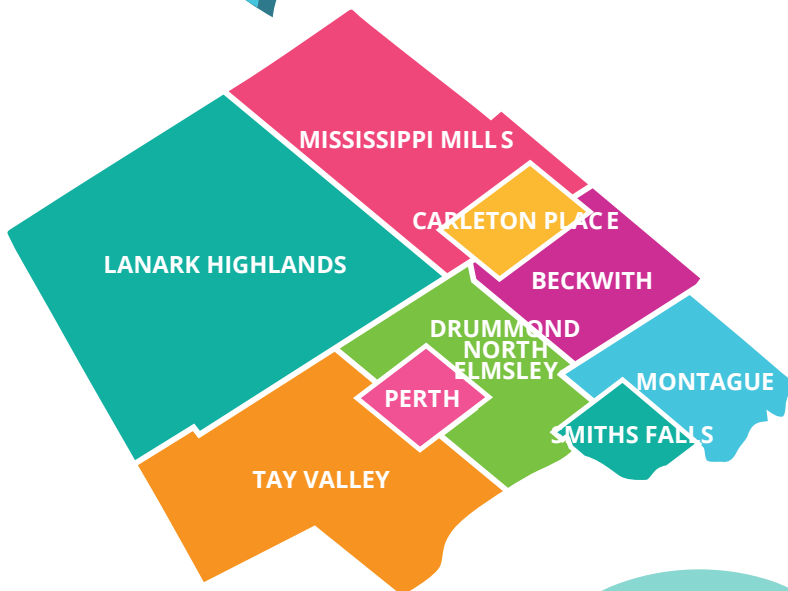 MISSISSIPPI MILLS
CARLETON PLACE
LANARK HIGHLANDS
BECKWITH
DRUMMOND
NORTH
ELMSLEY
MONTAGUE
PERTH
SMITHS FALLS
TAY VALLEY